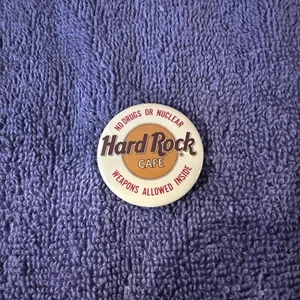 NO DRUGS OR NUCLEAR
Hard Rock
CAFE
WEAPONS ALLOWED INSIDE